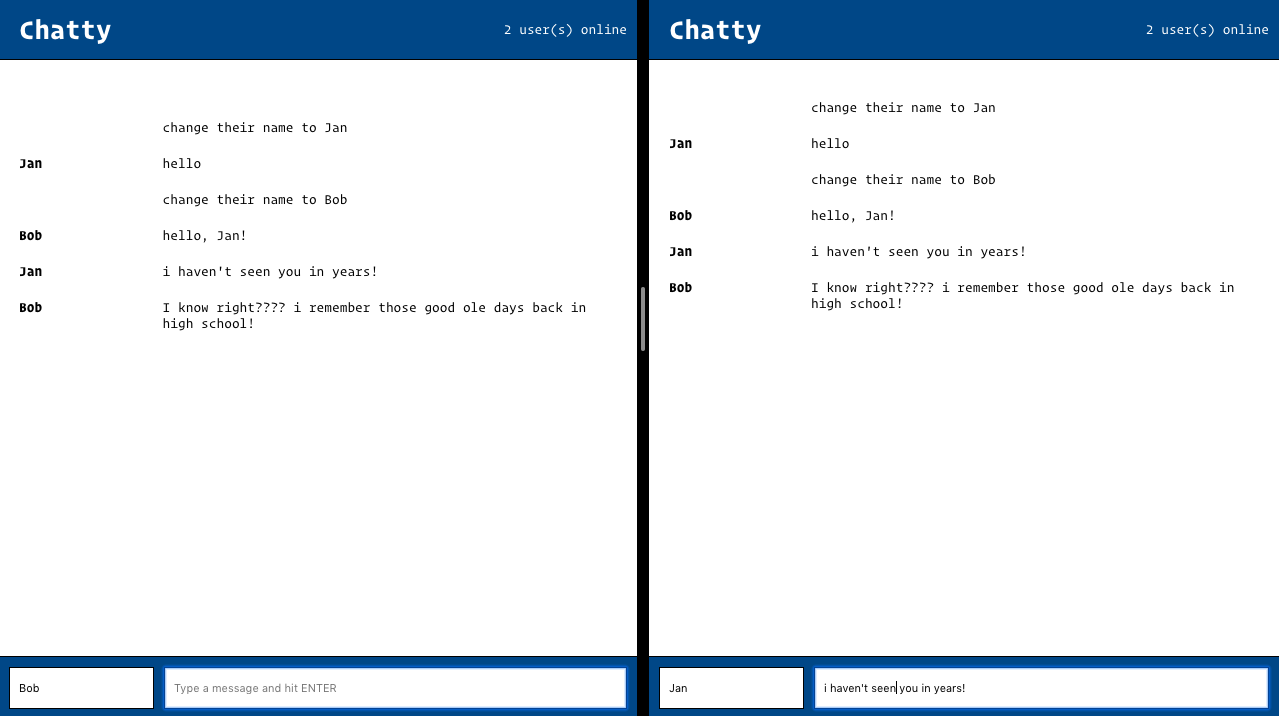 Chatty
2 user(s) online
change their name to Jan
Jan hello
change their name to Bob
Bob hello, Jan!
Jan i haven't seen you in years!
Bob I know right???? i remember those good ole days back in
high school!
Bob Type a message and hit ENTER
Chatty
2 user(s) online
change their name to Jan
Jan hello
change their name to Bob
Bob hello, Jan!
Jan i haven't seen you in years!
Bob I know right???? i remember those good ole days back in
high school!
Jan i haven't seen you in years!